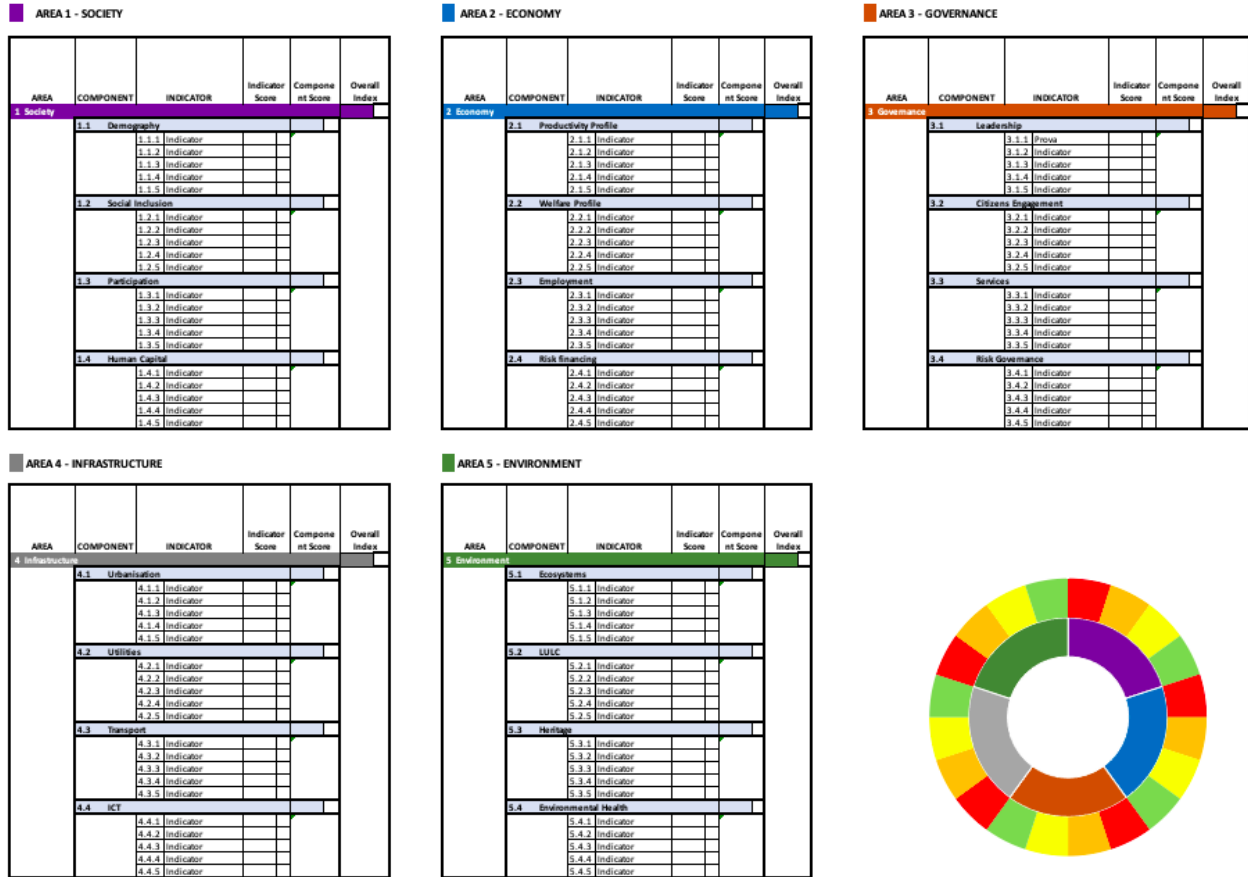 AREA 1 - SOCIETY
AREA COMPONENT INDICATOR Indicator Score Compone nt Score Overall Index
1 Society
1.1 Demography
1.1.1 Indicator
1.1.2 Indicator
1.1.3 Indicator
1.1.4 Indicator
1.1.5 Indicator
1.2 Social Inclusion
1.2.1 Indicator
1.2.2 Indicator
1.2.3 Indicator
1.2.4 Indicator
1.2.5 Indicator
1.3 Participation
1.3.1 Indicator
1.3.2 Indicator
1.3.3 Indicator
1.3.4 Indicator
1.3.5 Indicator
1.4 Human Capital
1.4.1 Indicator
1.4.2 Indicator
1.4.3 Indicator
1.4.4 Indicator
1.4.5 Indicator
AREA 2 - ECONOMY
AREA COMPONENT INDICATOR Indicator Score Compone nt Score Overall Index
2 Economy
2.1 Productivity Profile
2.1.1 Indicator
2.1.2 Indicator
2.1.3 Indicator
2.1.4 Indicator
2.1.5 Indicator
2.2 Welfare Profile
2.2.1 Indicator
2.2.2 Indicator
2.2.3 Indicator
2.2.4 Indicator
2.2.5 Indicator
2.3 Employment
2.3.1 Indicator
2.3.2 Indicator
2.3.3 Indicator
2.3.4 Indicator
2.3.5 Indicator
2.4 Risk financing
2.4.1 Indicator
2.4.2 Indicator
2.4.3 Indicator
2.4.4 Indicator
2.4.5 Indicator
AREA 3 - GOVERNANCE
AREA COMPONENT INDICATOR Indicator Score Compone nt Score Overall Index
3 Governance
3.1 Leadership
3.1.1 Prova
3.1.2 Indicator
3.1.3 Indicator
3.1.4 Indicator
3.1.5 Indicator
3.2 Citizens Engagement
3.2.1 Indicator
3.2.2 Indicator
3.2.3 Indicator
3.2.4 Indicator
3.2.5 Indicator
3.3 Services
3.3.1 Indicator
3.3.2 Indicator
3.3.3 Indicator
3.3.4 Indicator
3.3.5 Indicator
3.4 Risk Governance
3.4.1 Indicator
3.4.2 Indicator
3.4.3 Indicator
3.4.4 Indicator
3.4.5 Indicator
AREA 4 - INFRASTRUCTURE
AREA COMPONENT INDICATOR Indicator Score Compone nt Score Overall Index
4 Infrastructure
4.1 Urbanisation
4.1.1 Indicator
4.1.2 Indicator
4.1.3 Indicator
4.1.4 Indicator
4.1.5 Indicator
4.2 Utilities
4.2.1 Indicator
4.2.2 Indicator
4.2.3 Indicator
4.2.4 Indicator
4.2.5 Indicator
4.3 Transport
4.3.1 Indicator
4.3.2 Indicator
4.3.3 Indicator
4.3.4 Indicator
4.3.5 Indicator
4.4 ICT
4.4.1 Indicator
4.4.2 Indicator
4.4.3 Indicator
4.4.4 Indicator
4.4.5 Indicator
AREA 5 - ENVIRONMENT
AREA COMPONENT INDICATOR Indicator Score Compone nt Score Overall Index
5 Environment
5.1 Ecosystems
5.1.1 Indicator
5.1.2 Indicator
5.1.3 Indicator
5.1.4 Indicator
5.1.5 Indicator
5.2 LULC
5.2.1 Indicator
5.2.2 Indicator
5.2.3 Indicator
5.2.4 Indicator
5.2.5 Indicator
5.3 Heritage
5.3.1 Indicator
5.3.2 Indicator
5.3.3 Indicator
5.3.4 Indicator
5.3.5 Indicator
5.4 Environmental Health
5.4.1 Indicator
5.4.2 Indicator
5.4.3 Indicator
5.4.4 Indicator
5.4.5 Indicator